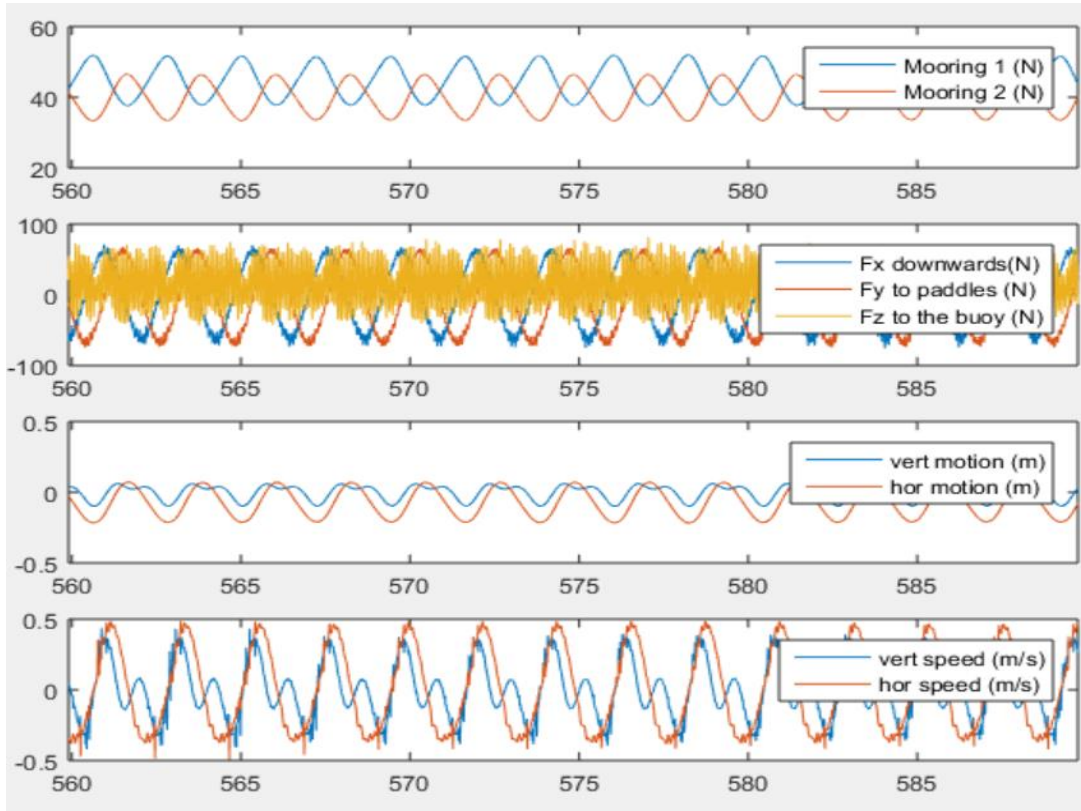 60
40
20
560 565 570 575 580 585
Mooring 1 (N)
Mooring 2 (N)
100
0
-100
560 565 570 575 580 585
Fx downwards(N)
Fy to paddles (N)
Fz to the buoy (N)
0.5
0
-0.5
560 565 570 575 580 585
vert motion (m)
hor motion (m)
0.5
0
-0.5
560 565 570 575 580 585
vert speed (m/s)
hor speed (m/s)